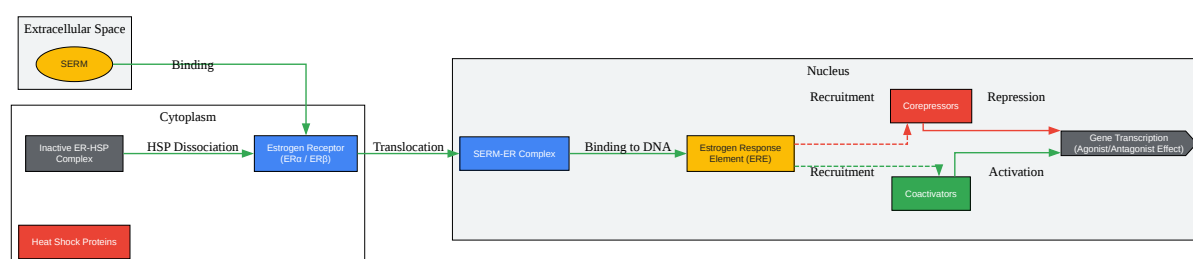 Extracellular Space
SERM
Binding
Cytoplasm
Inactive ER-HSP
Complex
HSP Dissociation
Estrogen Receptor
(ERα / ERβ)
Translocation
Heat Shock Proteins
Nucleus
SERM-ER Complex
Binding to DNA
Estrogen Response
Element (ERE)
Recruitment
Corepressors
Repression
Recruitment
Coactivators
Activation
Gene Transcription
(Agonist/Antagonist Effect)